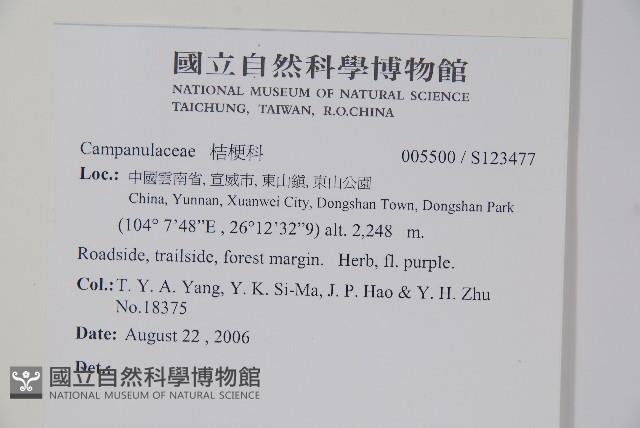 國立自然科學博物館
NATIONAL MUSEUM OF NATURAL SCIENCE
TAICHUNG, TAIWAN, R.O.CHINA
Campanulaceae 桔梗科 005500 / S123477
Loc.: 中國雲南省, 宣威市, 東山鎮, 東山公園
China, Yunnan, Xuanwei City, Dongshan Town, Dongshan Park
(104° 7'48”E , 26°12’32”9) alt. 2,248 m.
Roadside, trailside, forest margin. Herb, fl. purple.
Col.: T. Y. A. Yang, Y. K. Si-Ma, J. P. Hao & Y. H. Zhu
No.18375
Date: August 22 , 2006
Det.:
國立自然科學博物館
NATIONAL MUSEUM OF NATURAL SCIENCE